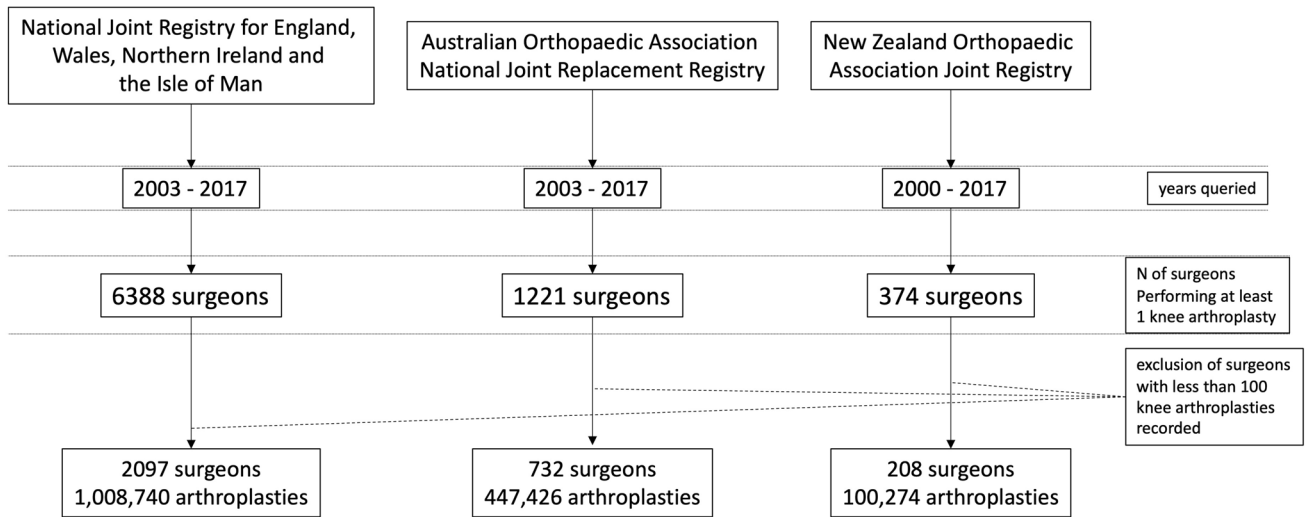 National Joint Registry for England,
Wales, Northern Ireland and
the Isle of Man
Australian Orthopaedic Association
National Joint Replacement Registry
New Zealand Orthopaedic
Association Joint Registry
2003 - 2017
2003 - 2017
2000 - 2017
years queried
6388 surgeons
1221 surgeons
374 surgeons
N of surgeons
Performing at least
1 knee arthroplasty
exclusion of surgeons
with less than 100
knee arthroplasties
recorded
2097 surgeons
1,008,740 arthroplasties
732 surgeons
447,426 arthroplasties
208 surgeons
100,274 arthroplasties